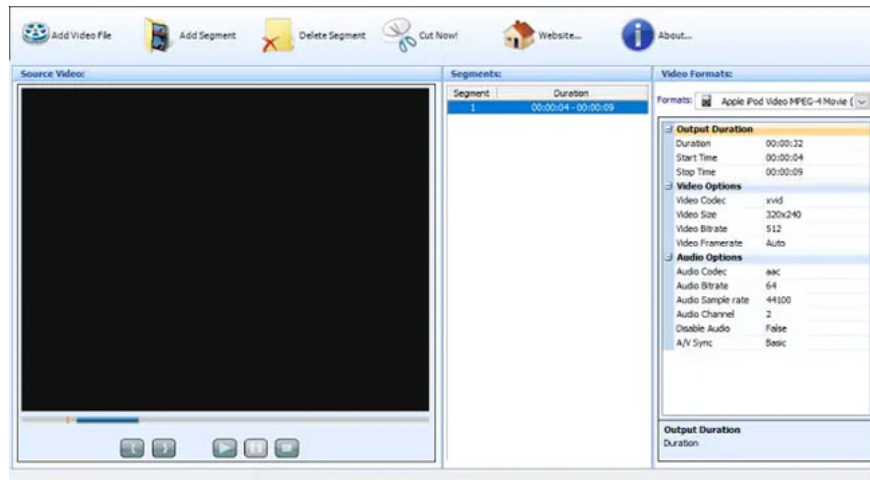 Add Video File Add Segment Delete Segment Cut Now! Website... About...
Source Video: Segments: Video Formats:
Segment Duration
1 00:00:04 - 00:00:09
Formats: Apple iPod Video MPEG-4 Movie (
Output Duration
Duration 00:00:32
Start Time 00:00:04
Stop Time 00:00:09
Video Options
Video Codec xvid
Video Size 320x240
Video Bitrate 512
Video Framerate Auto
Audio Options
Audio Codec aac
Audio Bitrate 64
Audio Sample rate 44100
Audio Channel 2
Disable Audio False
A/V Sync Basic
Output Duration
Duration